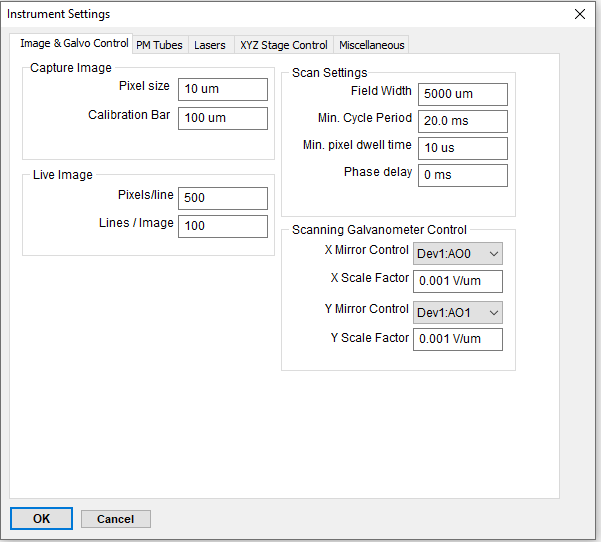 Instrument Settings
Image & Galvo Control PM Tubes Lasers XYZ Stage Control Miscellaneous
Capture Image
Pixel size 10 um
Calibration Bar 100 um
Live Image
Pixels/line 500
Lines / Image 100
Scan Settings
Field Width 5000 um
Min. Cycle Period 20.0 ms
Min. pixel dwell time 10 us
Phase delay 0 ms
Scanning Galvanometer Control
X Mirror Control Dev1:AO0
X Scale Factor 0.001 V/um
Y Mirror Control Dev1:AO1
Y Scale Factor 0.001 V/um
OK Cancel